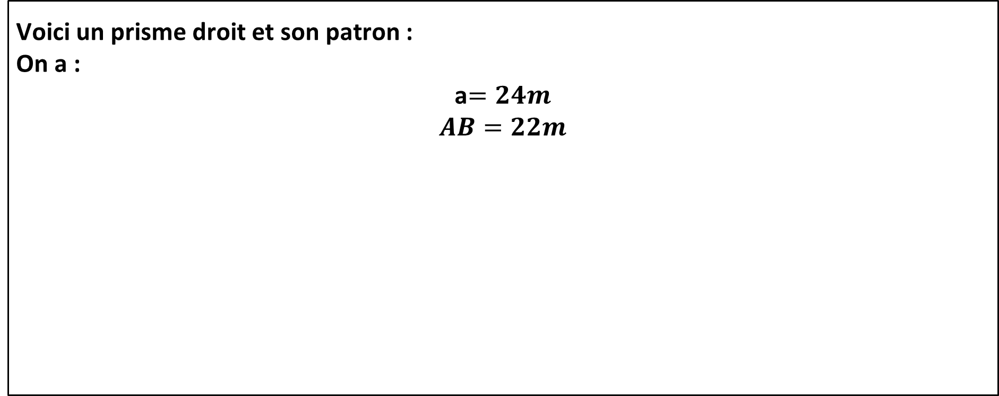 Voici un prisme droit et son patron :
On a :
a= 24m
AB = 22m